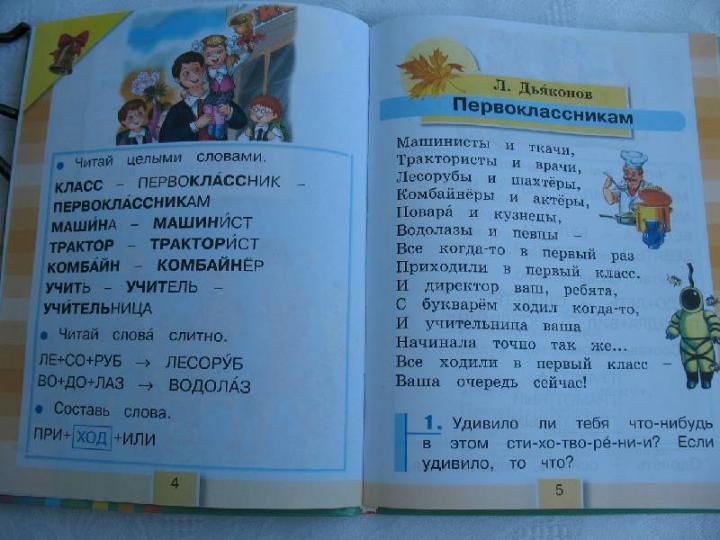 ● Читай целыми словами.
КЛАСС – ПЕРВОКЛА́ССНИК –
ПЕРВОКЛА́ССНИКАМ
МАШИ́НА – МАШИНИ́СТ
ТРАКТОР – ТРАКТОРИ́СТ
КОМБА́ЙН – КОМБАЙНЁР
УЧИТЬ – УЧИТЕЛЬ –
УЧИ́ТЕЛЬНИЦА
● Читай слова́ слитно.
ЛЕ+СО+РУБ → ЛЕСОРУ́Б
ВО+ДО+ЛАЗ → ВОДОЛА́З
● Составь слова.
ПРИ+ ХОД +ИЛИ
4
Л. Дья́конов
Первоклассникам
Машинисты и ткачи,
Трактористы и врачи,
Лесорубы и шахтёры,
Комбайнёры и актёры,
Повара́ и кузнецы,
Водолазы и певцы –
Все когда-то в первый раз
Приходили в первый класс.
И директор ваш, ребята,
С букварём ходил когда-то,
И учительница ваша
Начинала точно так же...
Все ходили в первый класс –
Ваша очередь сейчас!
1. Удивило ли тебя что-нибудь
в этом сти-хо-тво-ре́-ни-и? Если
удивило, то что?
5